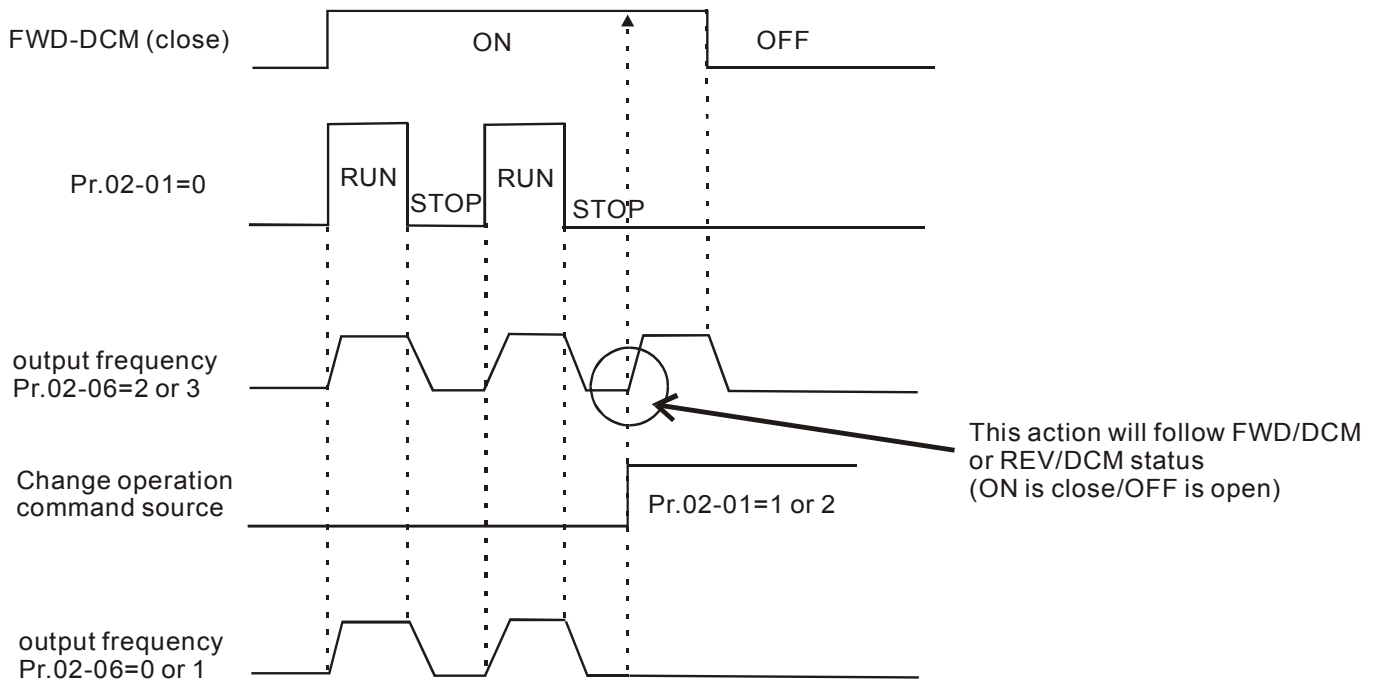 FWD-DCM (close)
ON
OFF
Pr.02-01=0
RUN
STOP
RUN
STOP
output frequency
Pr.02-06=2 or 3
This action will follow FWD/DCM
or REV/DCM status
(ON is close/OFF is open)
Change operation
command source
Pr.02-01=1 or 2
output frequency
Pr.02-06=0 or 1